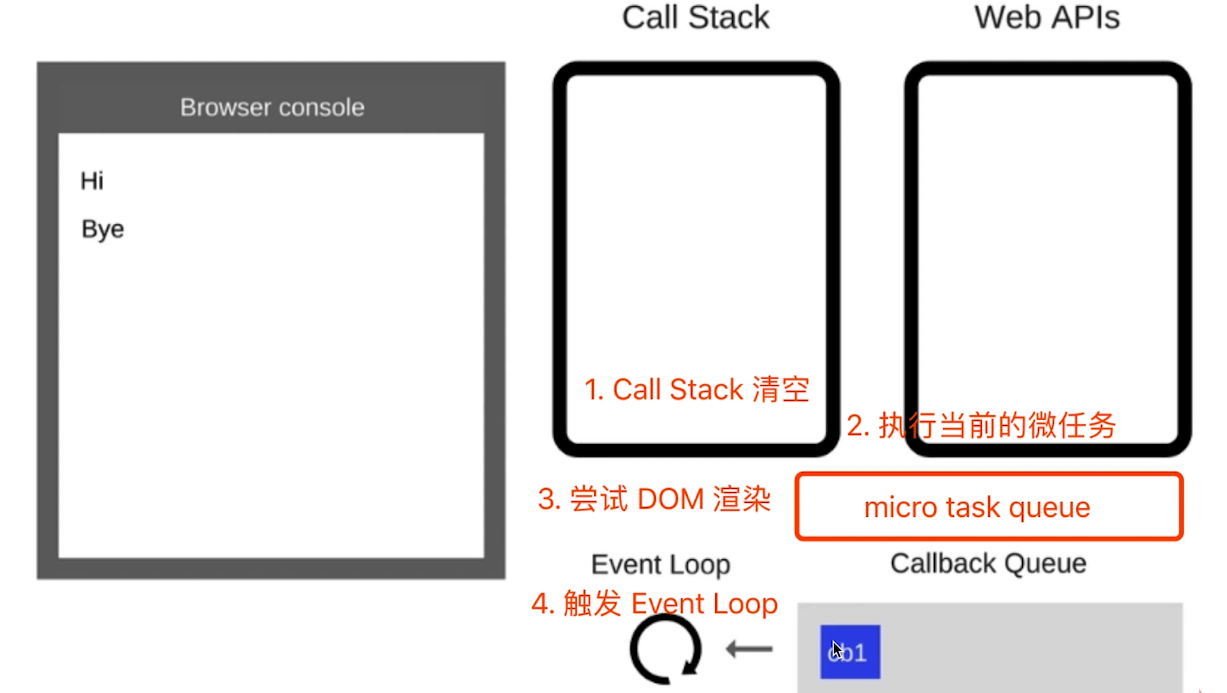 Call Stack
Web APIs
Browser console
Hi
Bye
1. Call Stack 清空
2. 执行当前的微任务
3. 尝试 DOM 渲染
micro task queue
Event Loop
Callback Queue
4. 触发 Event Loop
cb1